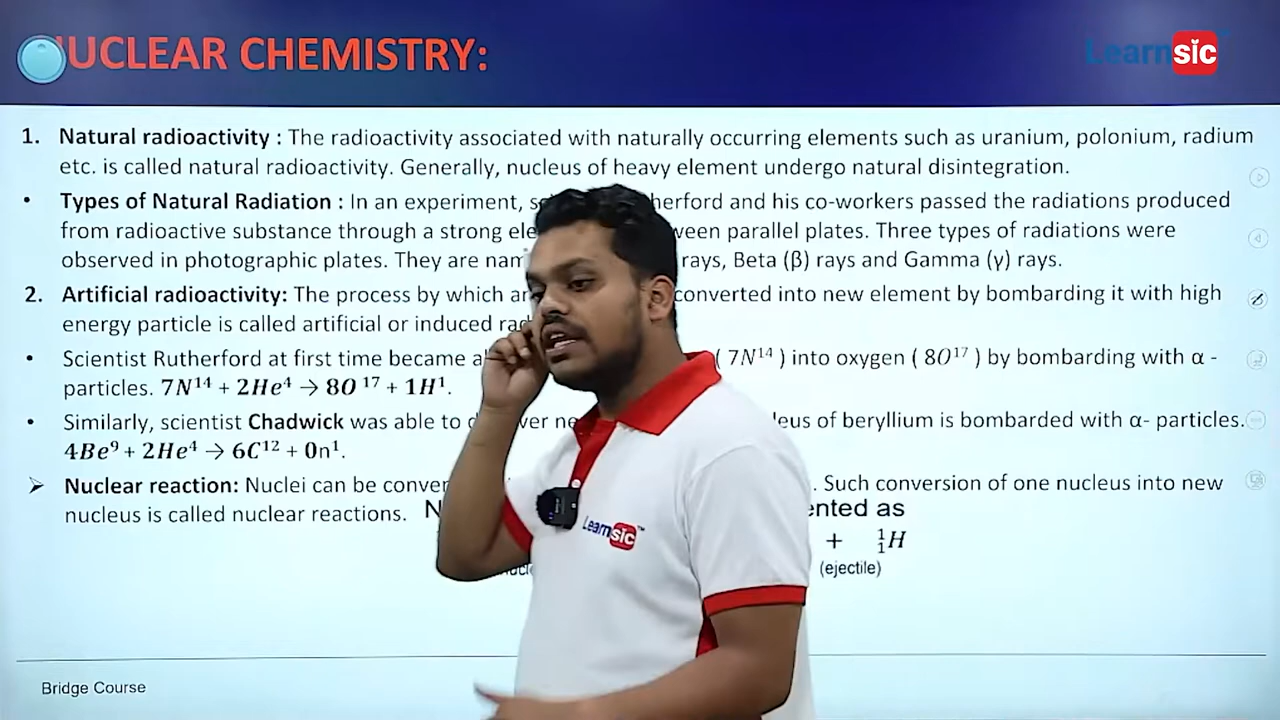 UCLEAR CHEMISTRY:
Learnsic
1. Natural radioactivity : The radioactivity associated with naturally occurring elements such as uranium, polonium, radium
etc. is called natural radioactivity. Generally, nucleus of heavy element undergo natural disintegration.
• Types of Natural Radiation : In an experiment, herford and his co-workers passed the radiations produced
from radioactive substance through a strong ween parallel plates. Three types of radiations were
observed in photographic plates. They are rays, Beta (β) rays and Gamma (γ) rays.
2. Artificial radioactivity: The process by which converted into new element by bombarding it with high
energy particle is called artificial or induced
• Scientist Rutherford at first time became ( 7N¹⁴ ) into oxygen ( 8O¹⁷ ) by bombarding with α -
particles. 7N¹⁴ + 2He⁴ → 8O ¹⁷ + 1H¹.
• Similarly, scientist Chadwick was able to eus of beryllium is bombarded with α- particles.
4Be⁹ + 2He⁴ → 6C¹² + 0n¹.
➢ Nuclear reaction: Nuclei can be conver . Such conversion of one nucleus into new
nucleus is called nuclear reactions. N ented as
+ ¹₁H
(ejectile)
Learnsic™
Bridge Course